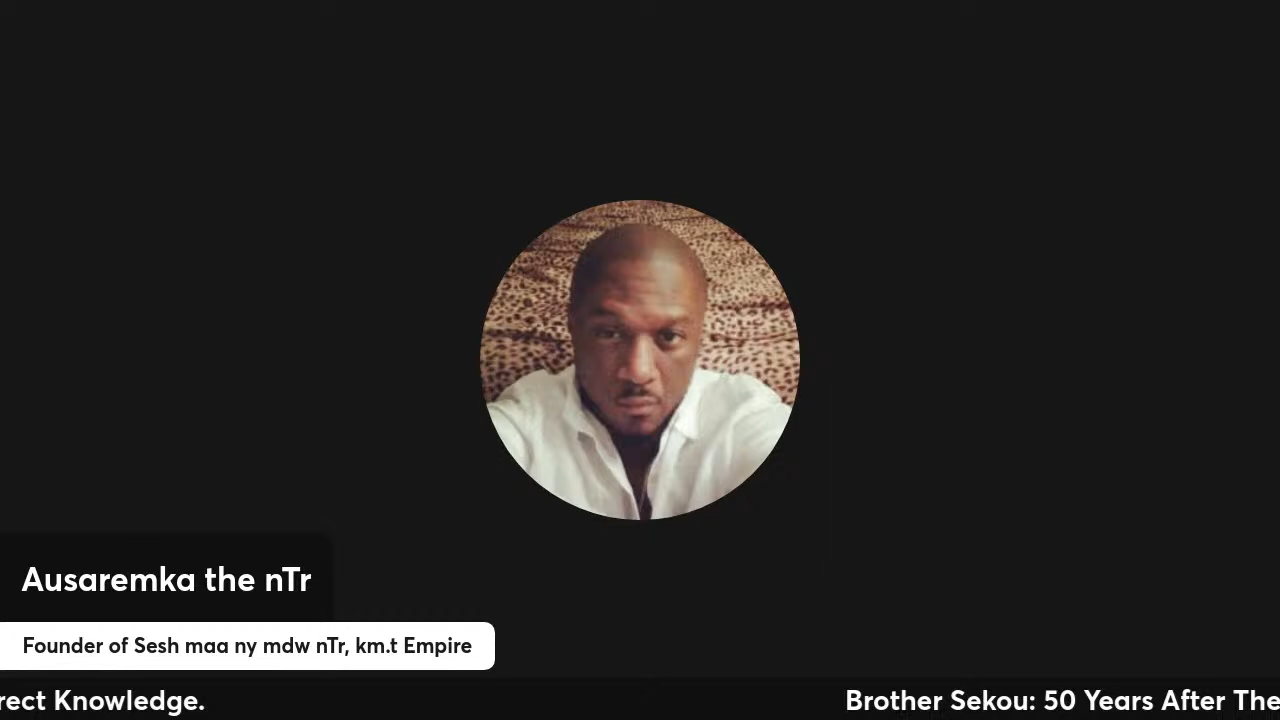 Ausaremka the nTr
Founder of Sesh maa ny mdw nTr, km.t Empire
rect Knowledge.
Brother Sekou: 50 Years After The